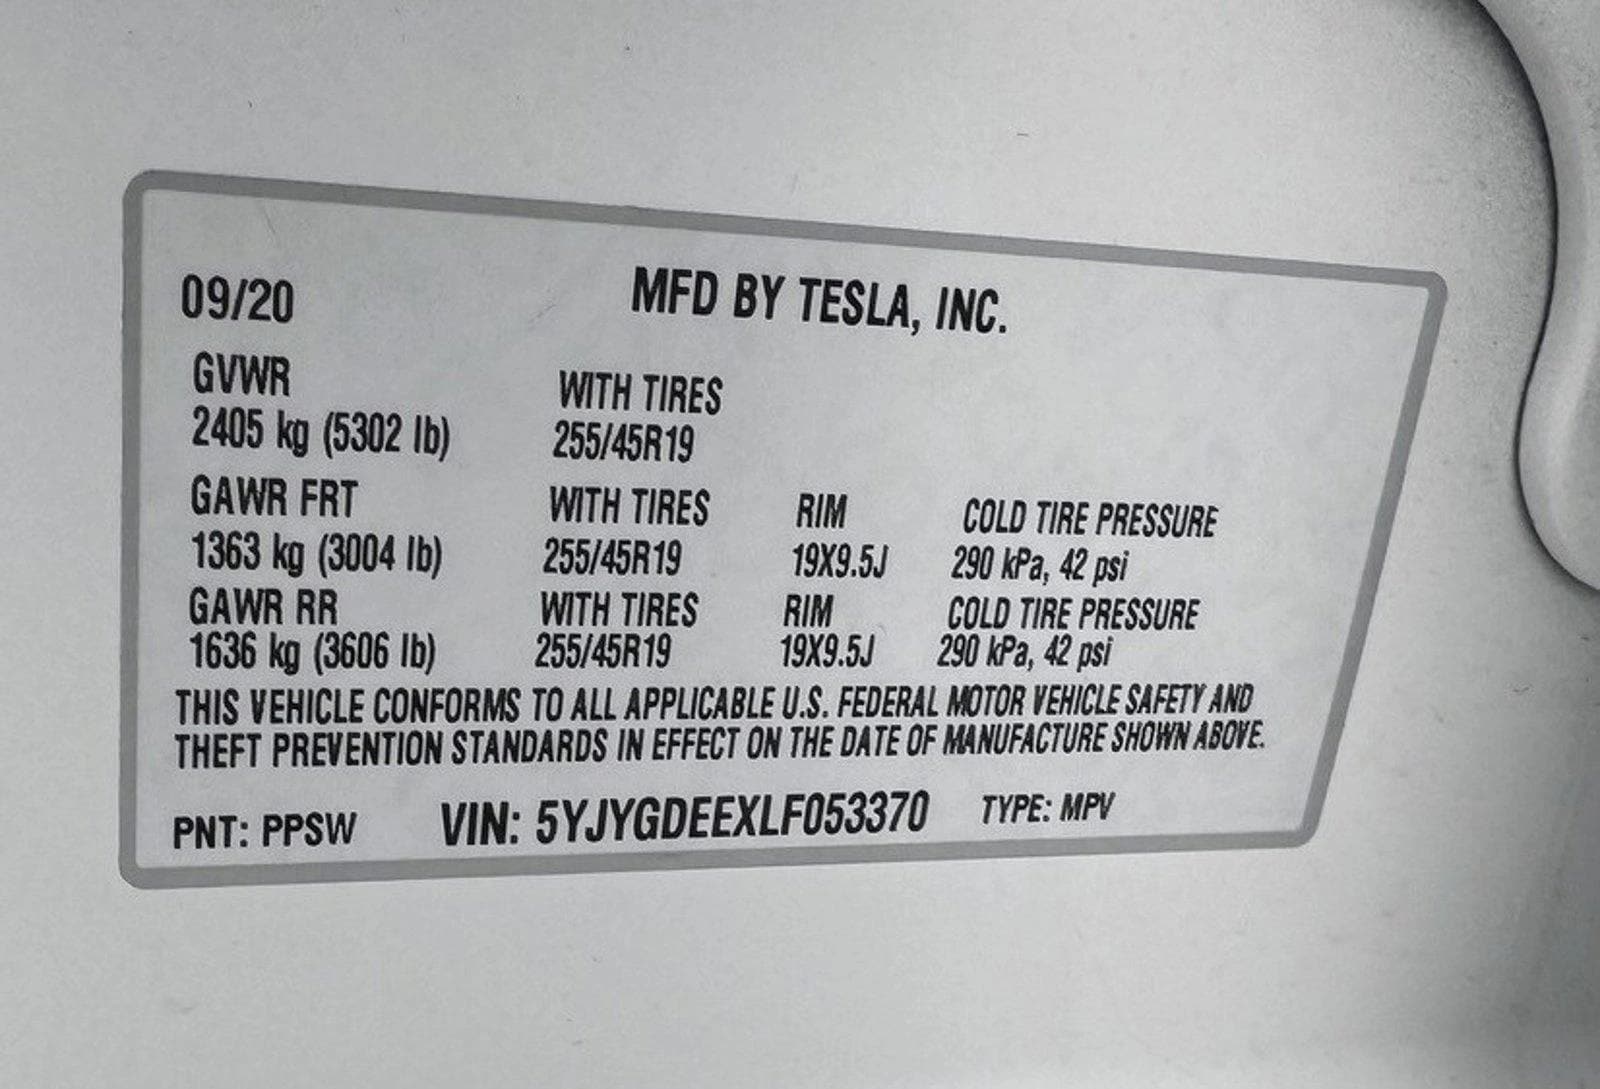 09/20 MFD BY TESLA, INC.
GVWR WITH TIRES
2405 kg (5302 lb) 255/45R19
GAWR FRT WITH TIRES RIM COLD TIRE PRESSURE
1363 kg (3004 lb) 255/45R19 19X9.5J 290 kPa, 42 psi
GAWR RR WITH TIRES RIM COLD TIRE PRESSURE
1636 kg (3606 lb) 255/45R19 19X9.5J 290 kPa, 42 psi
THIS VEHICLE CONFORMS TO ALL APPLICABLE U.S. FEDERAL MOTOR VEHICLE SAFETY AND
THEFT PREVENTION STANDARDS IN EFFECT ON THE DATE OF MANUFACTURE SHOWN ABOVE.
PNT: PPSW VIN: 5YJYGDEEXLF053370 TYPE: MPV